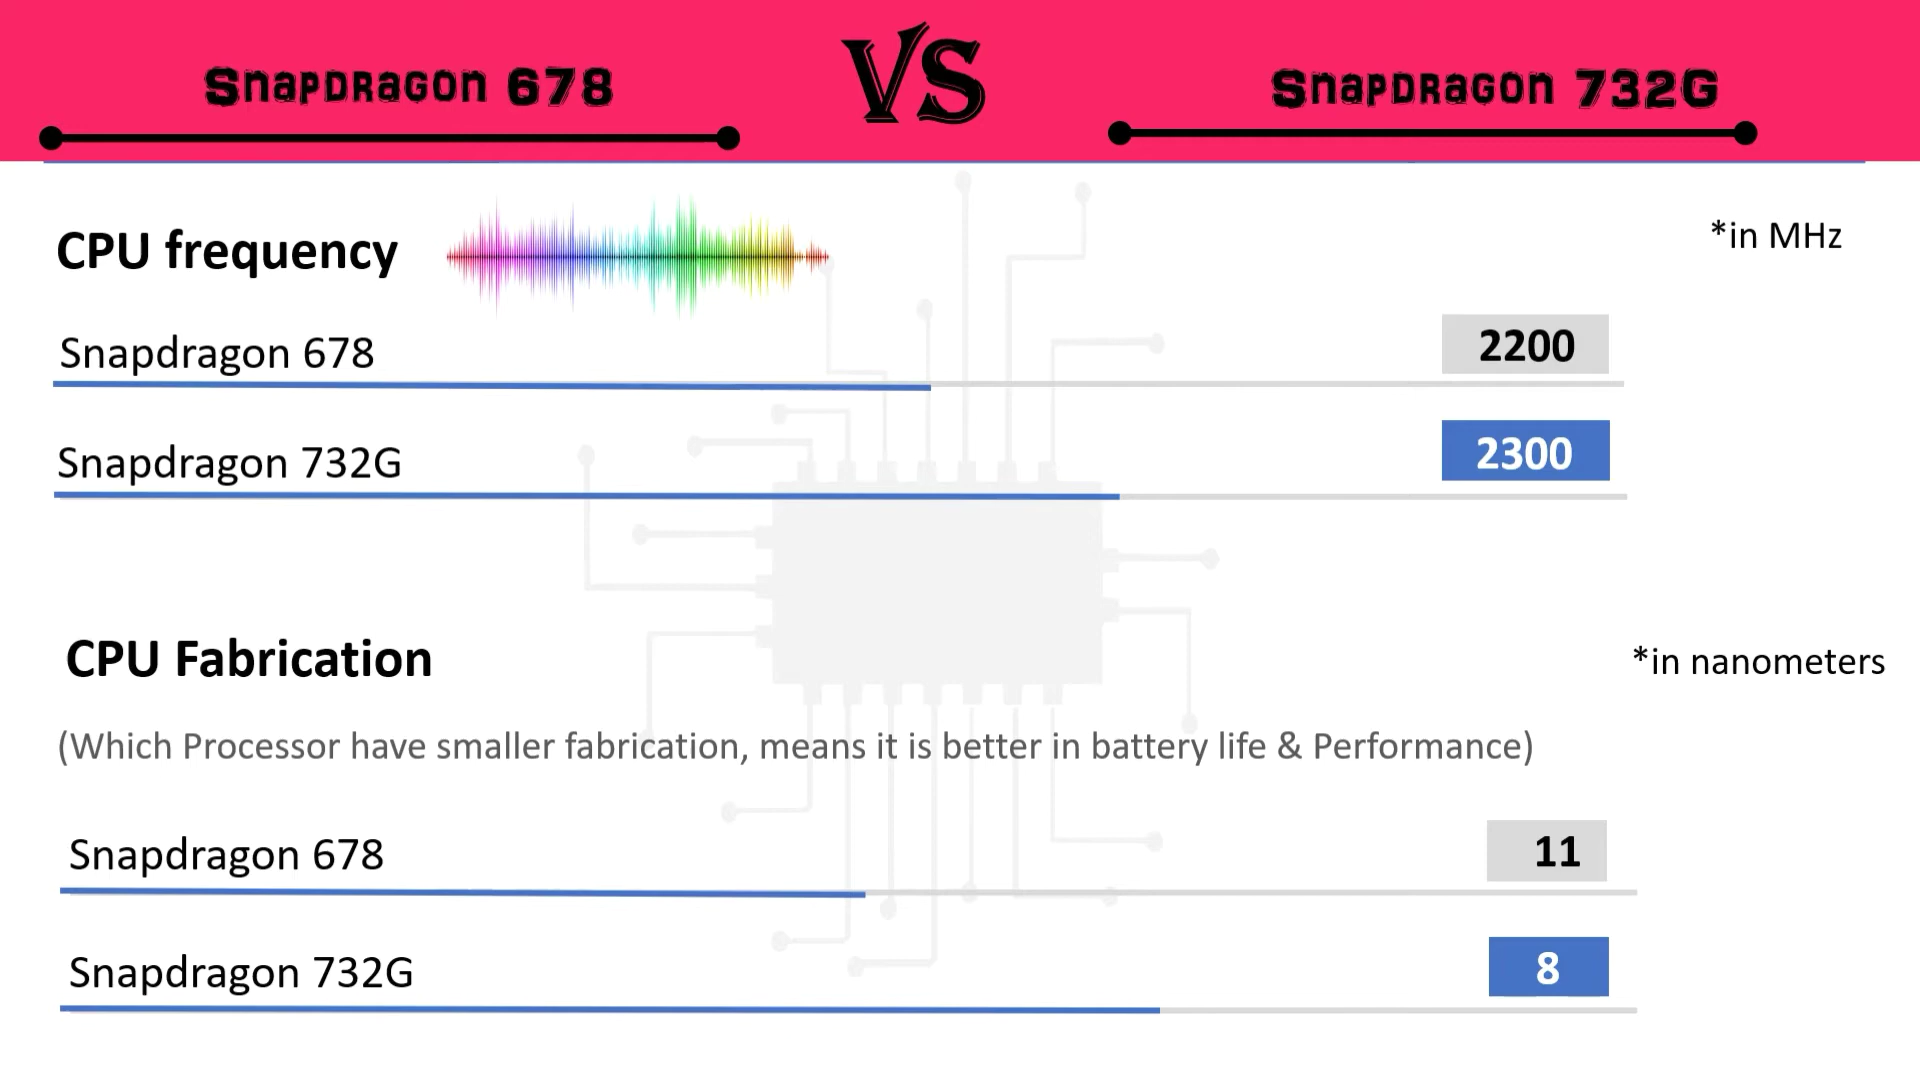 Snapdragon 678 VS Snapdragon 732G
CPU frequency *in MHz
Snapdragon 678 2200
Snapdragon 732G 2300
CPU Fabrication *in nanometers
(Which Processor have smaller fabrication, means it is better in battery life & Performance)
Snapdragon 678 11
Snapdragon 732G 8